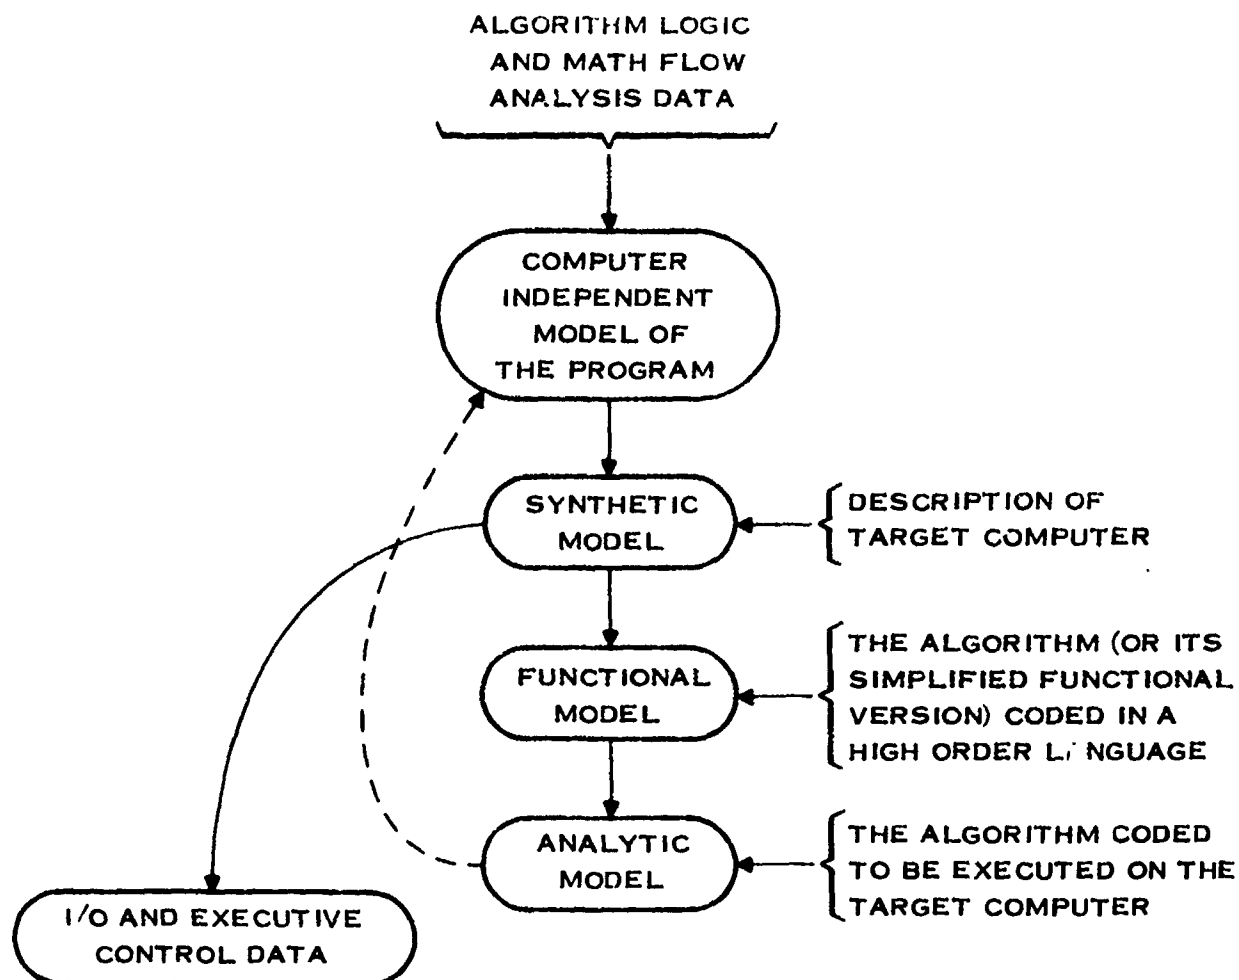 ALGORITHM LOGIC
AND MATH FLOW
ANALYSIS DATA
COMPUTER
INDEPENDENT
MODEL OF
THE PROGRAM
SYNTHETIC
MODEL
DESCRIPTION OF
TARGET COMPUTER
FUNCTIONAL
MODEL
THE ALGORITHM (OR ITS
SIMPLIFIED FUNCTIONAL
VERSION) CODED IN A
HIGH ORDER LANGUAGE
ANALYTIC
MODEL
THE ALGORITHM CODED
TO BE EXECUTED ON THE
TARGET COMPUTER
I/O AND EXECUTIVE
CONTROL DATA